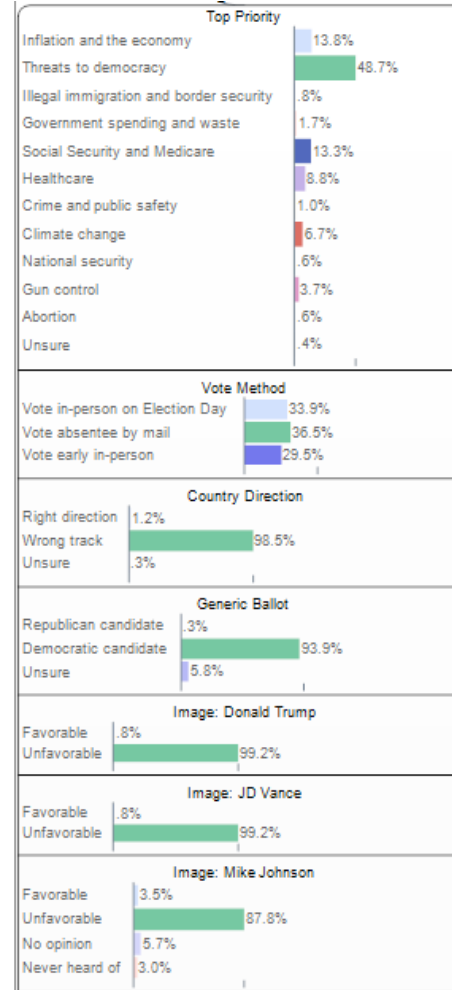 Top Priority
Inflation and the economy 13.8%
Threats to democracy 48.7%
Illegal immigration and border security .8%
Government spending and waste 1.7%
Social Security and Medicare 13.3%
Healthcare 8.8%
Crime and public safety 1.0%
Climate change 6.7%
National security .6%
Gun control 3.7%
Abortion .6%
Unsure .4%
Vote Method
Vote in-person on Election Day 33.9%
Vote absentee by mail 36.5%
Vote early in-person 29.5%
Country Direction
Right direction 1.2%
Wrong track 98.5%
Unsure .3%
Generic Ballot
Republican candidate .3%
Democratic candidate 93.9%
Unsure 5.8%
Image: Donald Trump
Favorable .8%
Unfavorable 99.2%
Image: JD Vance
Favorable .8%
Unfavorable 99.2%
Image: Mike Johnson
Favorable 3.5%
Unfavorable 87.8%
No opinion 5.7%
Never heard of 3.0%